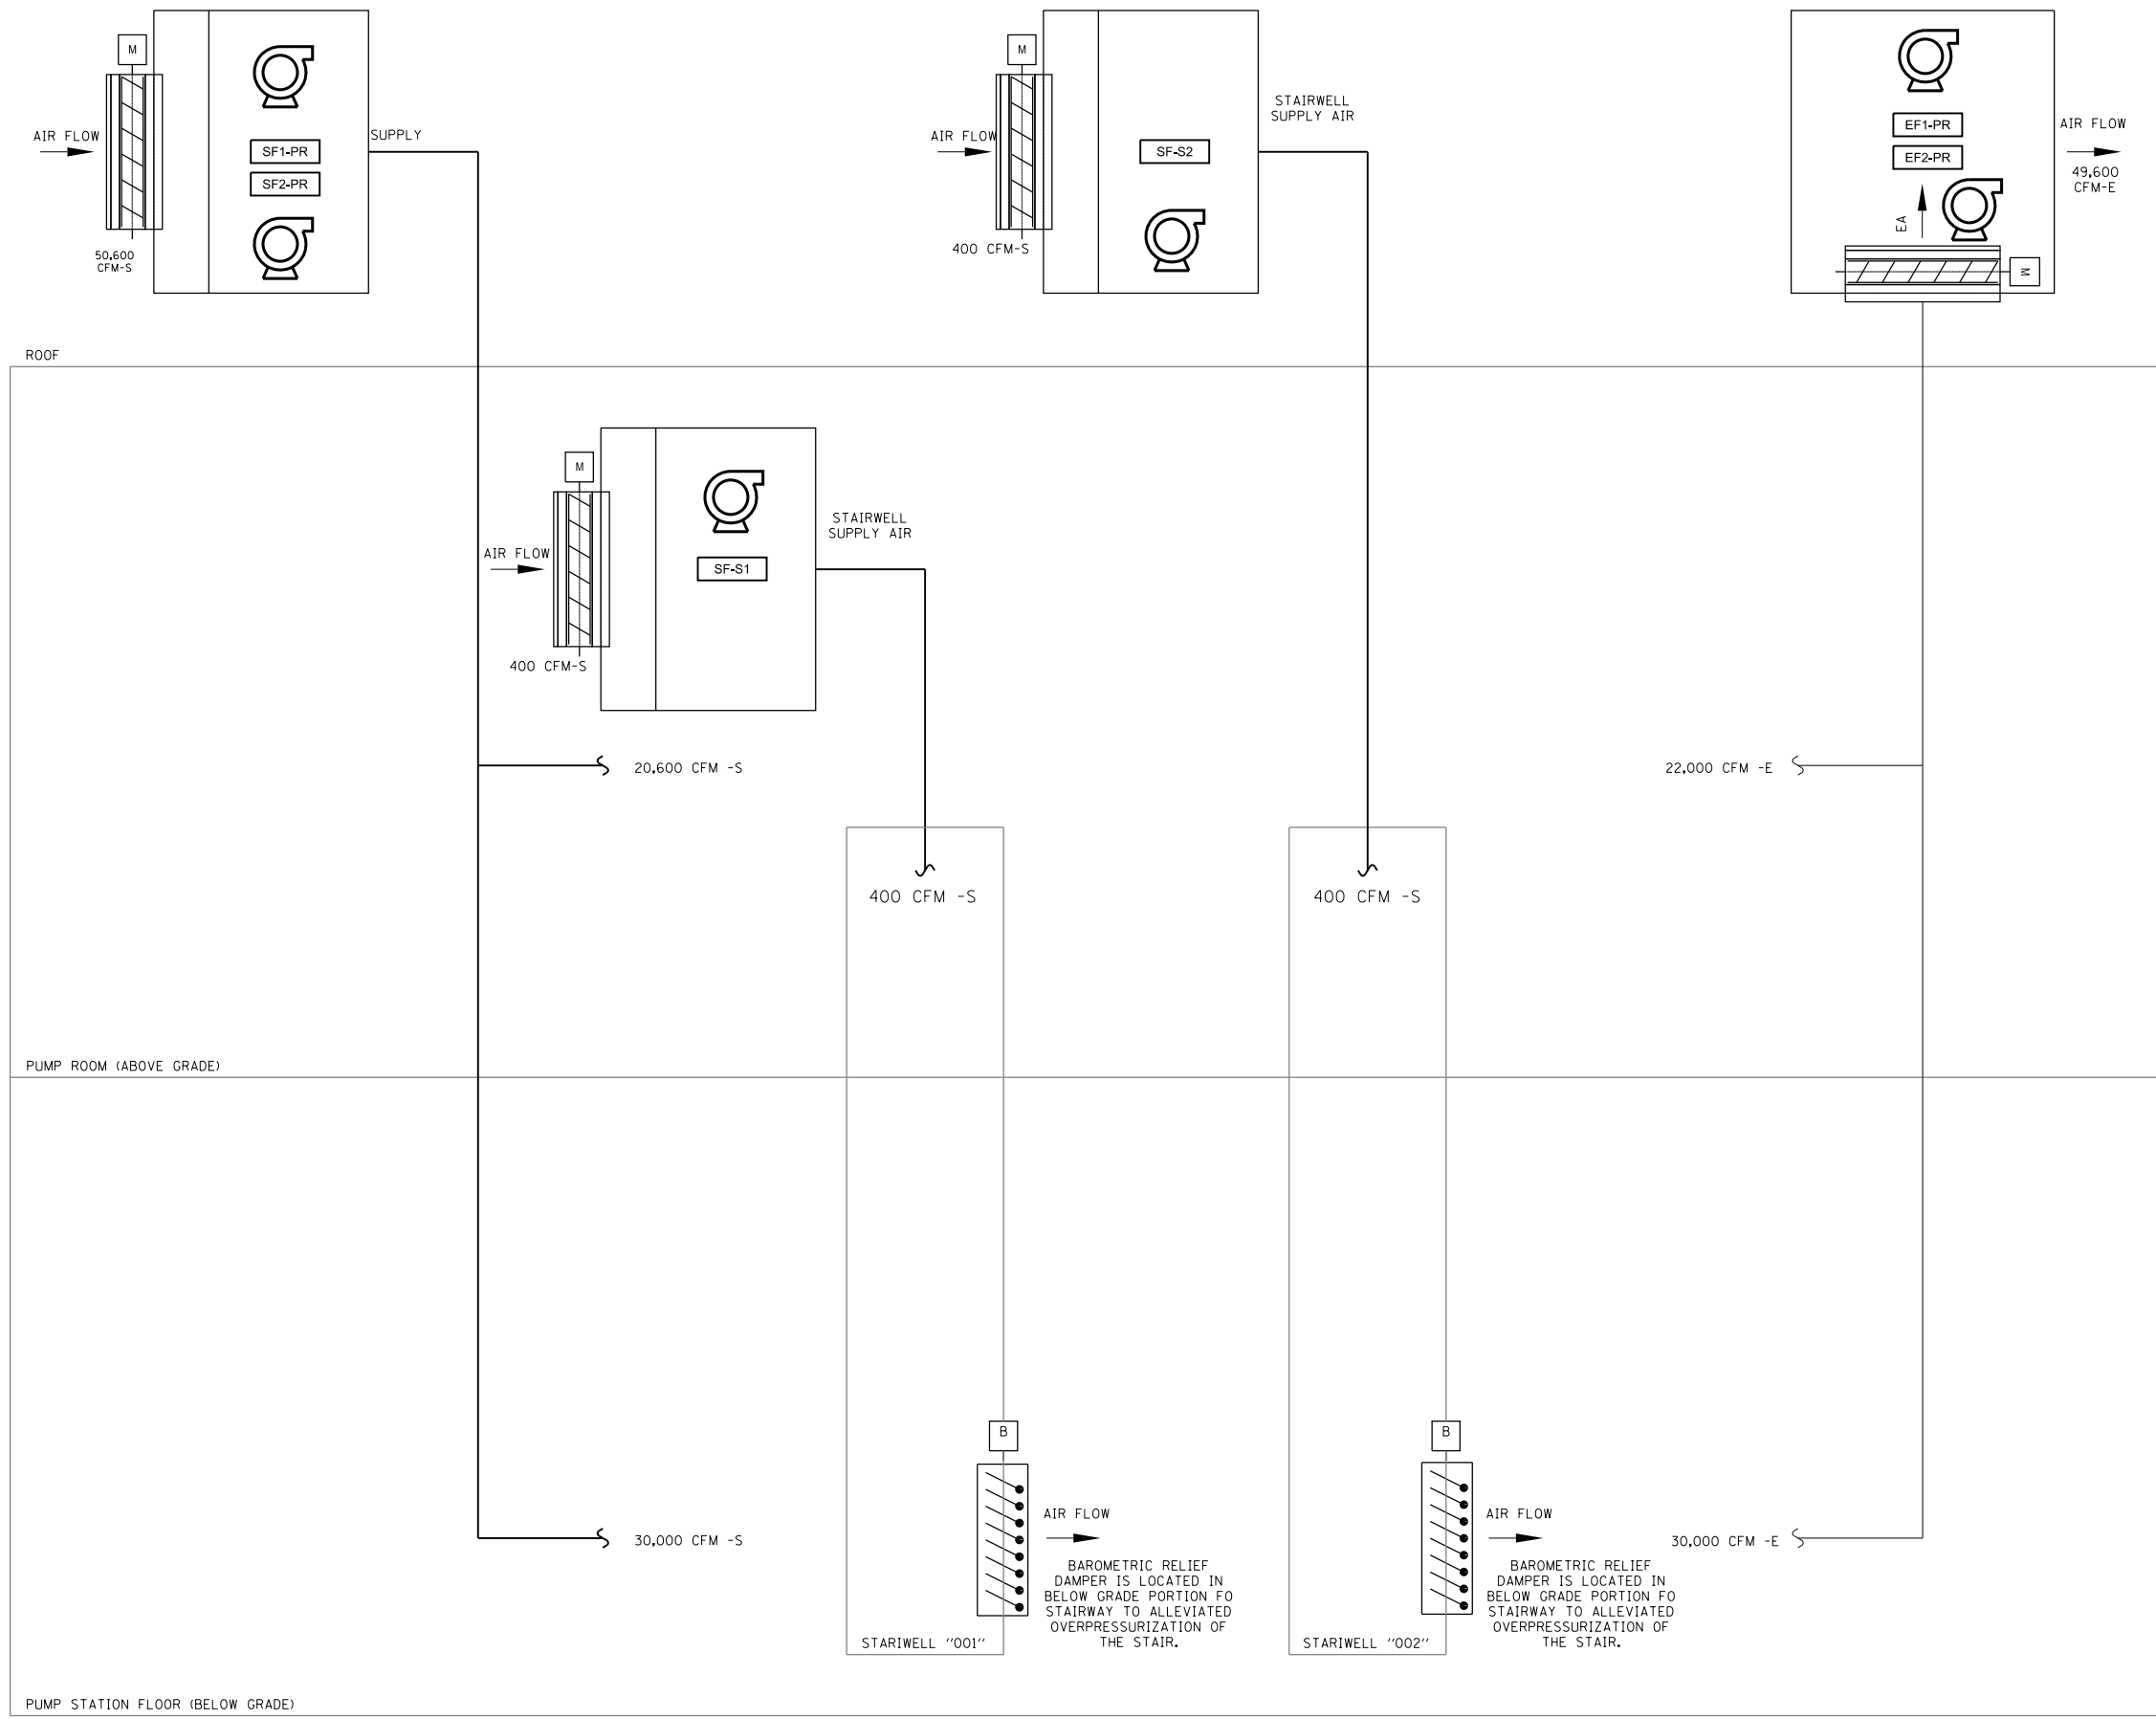 M
AIR FLOW
SF1-PR
SF2-PR
SUPPLY
50,600
CFM-S
M
AIR FLOW
400 CFM-S
SF-S2
STAIRWELL
SUPPLY AIR
EF1-PR
EF2-PR
EA
M
AIR FLOW
49,600
CFM-E
ROOF
M
AIR FLOW
400 CFM-S
SF-S1
STAIRWELL
SUPPLY AIR
20,600 CFM -S
22,000 CFM -E
400 CFM -S
400 CFM -S
PUMP ROOM (ABOVE GRADE)
B
B
30,000 CFM -S
AIR FLOW
BAROMETRIC RELIEF
DAMPER IS LOCATED IN
BELOW GRADE PORTION FO
STAIRWAY TO ALLEVIATED
OVERPRESSURIZATION OF
THE STAIR.
AIR FLOW
BAROMETRIC RELIEF
DAMPER IS LOCATED IN
BELOW GRADE PORTION FO
STAIRWAY TO ALLEVIATED
OVERPRESSURIZATION OF
THE STAIR.
30,000 CFM -E
STARIWELL "001"
STARIWELL "002"
PUMP STATION FLOOR (BELOW GRADE)